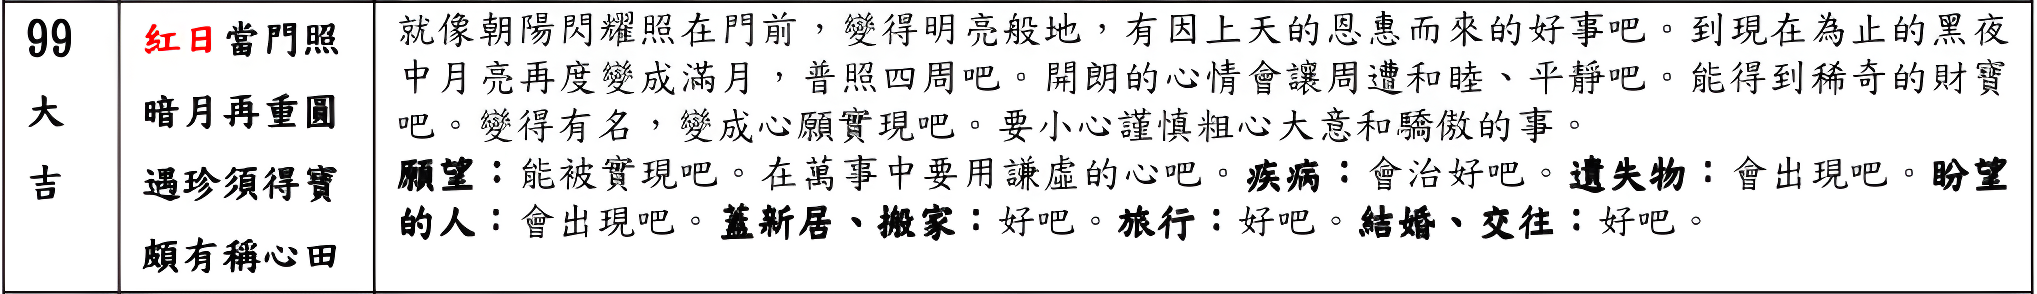 99
大
吉
红日當門照
暗月再重圓
遇珍須得寶
頗有稱心田
就像朝陽閃耀照在門前，變得明亮般地，有因上天的恩惠而來的好事吧。到現在為止的黑夜
中月亮再度變成滿月，普照四周吧。開朗的心情會讓周遭和睦、平靜吧。能得到稀奇的財寶
吧。變得有名，變成心願實現吧。要小心謹慎粗心大意和驕傲的事。
願望：能被實現吧。在萬事中要用謙虛的心吧。疾病：會治好吧。遺失物：會出現吧。盼望
的人：會出現吧。蓋新居、搬家：好吧。旅行：好吧。結婚、交往：好吧。